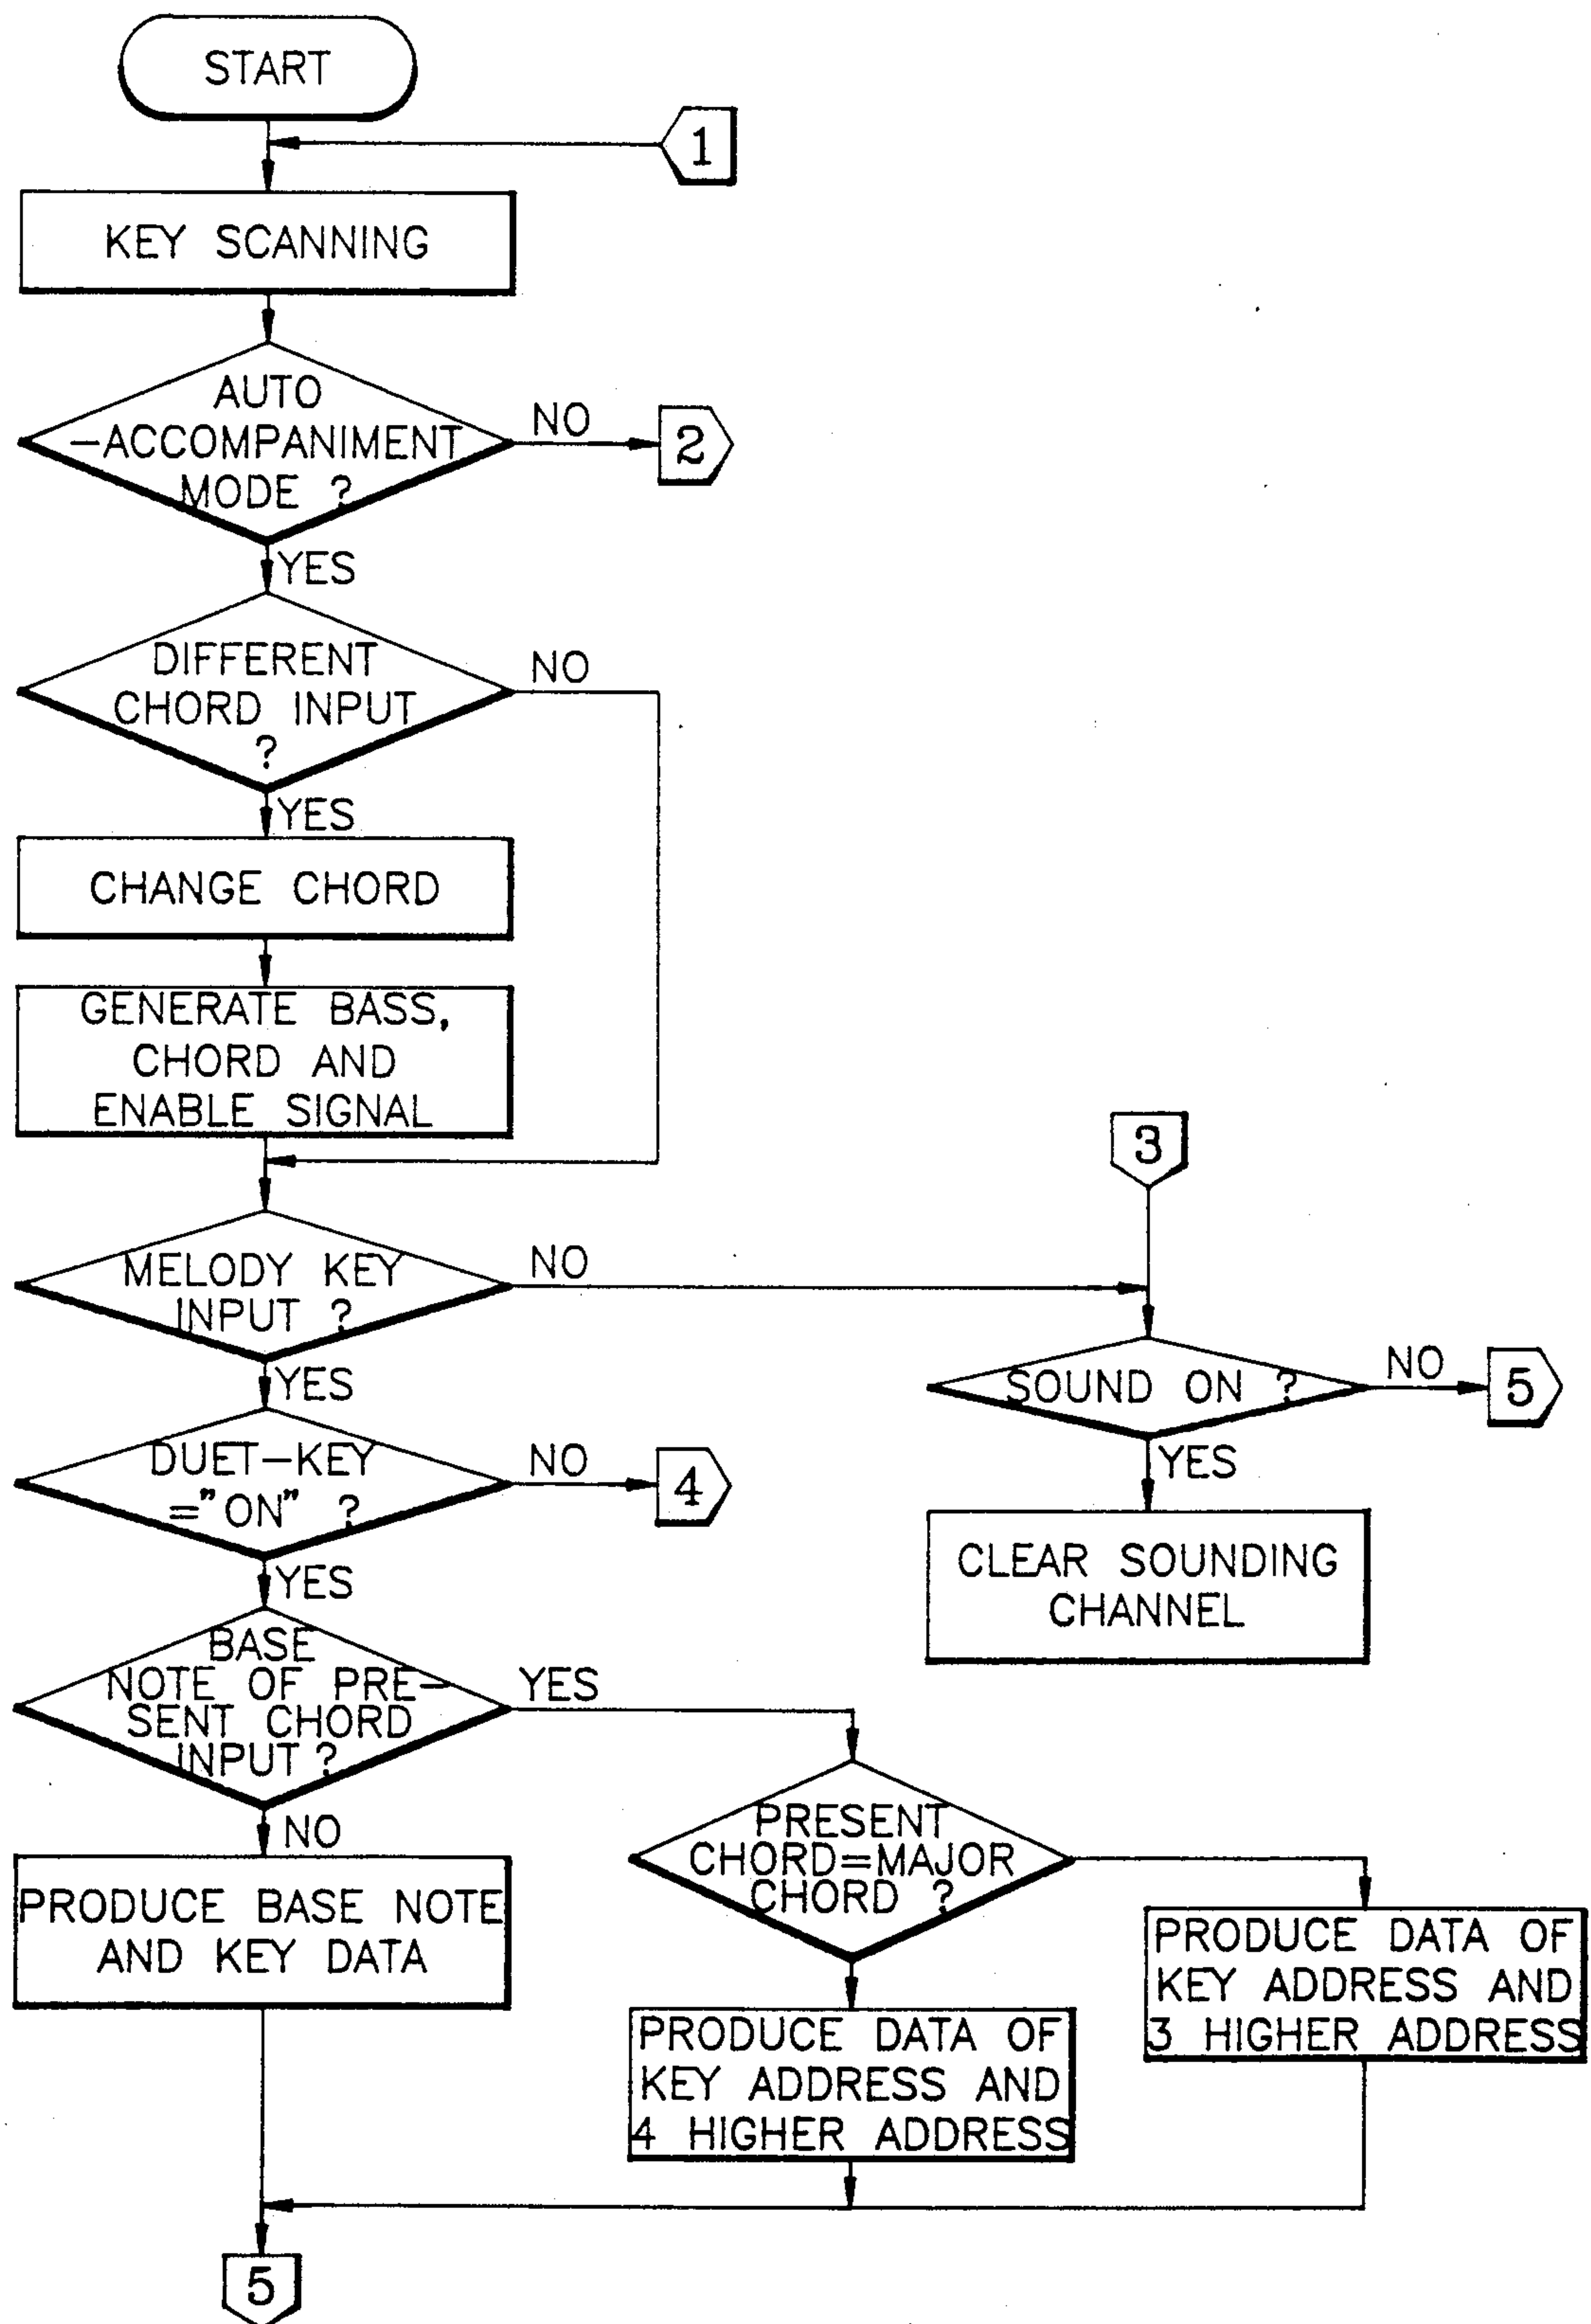 START
1
KEY SCANNING
AUTO
-ACCOMPANIMENT
MODE ?
NO
2
YES
DIFFERENT
CHORD INPUT
?
NO
YES
CHANGE CHORD
GENERATE BASS,
CHORD AND
ENABLE SIGNAL
3
MELODY KEY
INPUT ?
NO
YES
SOUND ON ?
NO
5
YES
CLEAR SOUNDING
CHANNEL
DUET-KEY
="ON" ?
NO
4
YES
BASE
NOTE OF PRE-
SENT CHORD
INPUT ?
YES
NO
PRODUCE BASE NOTE
AND KEY DATA
PRESENT
CHORD=MAJOR
CHORD ?
PRODUCE DATA OF
KEY ADDRESS AND
3 HIGHER ADDRESS
PRODUCE DATA OF
KEY ADDRESS AND
4 HIGHER ADDRESS
5